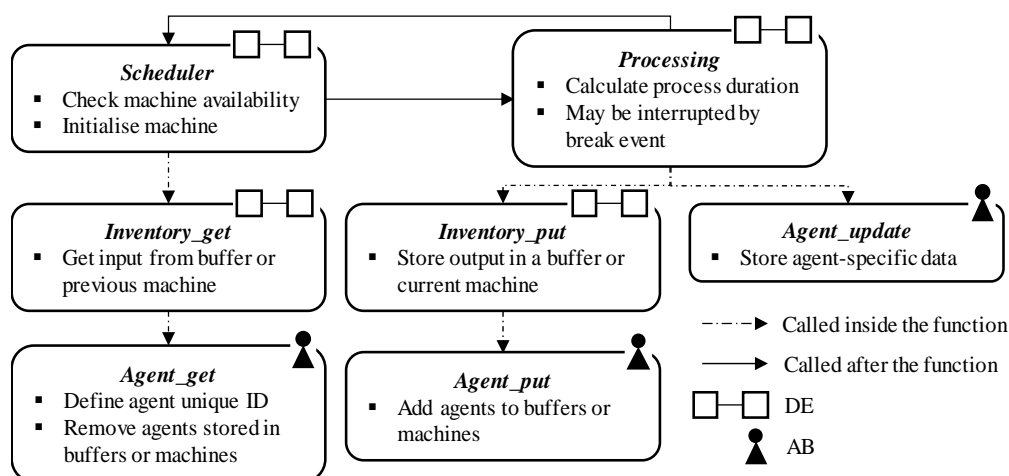 Scheduler
▪ Check machine availability
▪ Initialise machine
Processing
▪ Calculate process duration
▪ May be interrupted by
break event
Inventory_get
▪ Get input from buffer or
previous machine
Inventory_put
▪ Store output in a buffer or
current machine
Agent_update
▪ Store agent-specific data
Agent_get
▪ Define agent unique ID
▪ Remove agents stored in
buffers or machines
Agent_put
▪ Add agents to buffers or
machines
Called inside the function
Called after the function
DE
AB